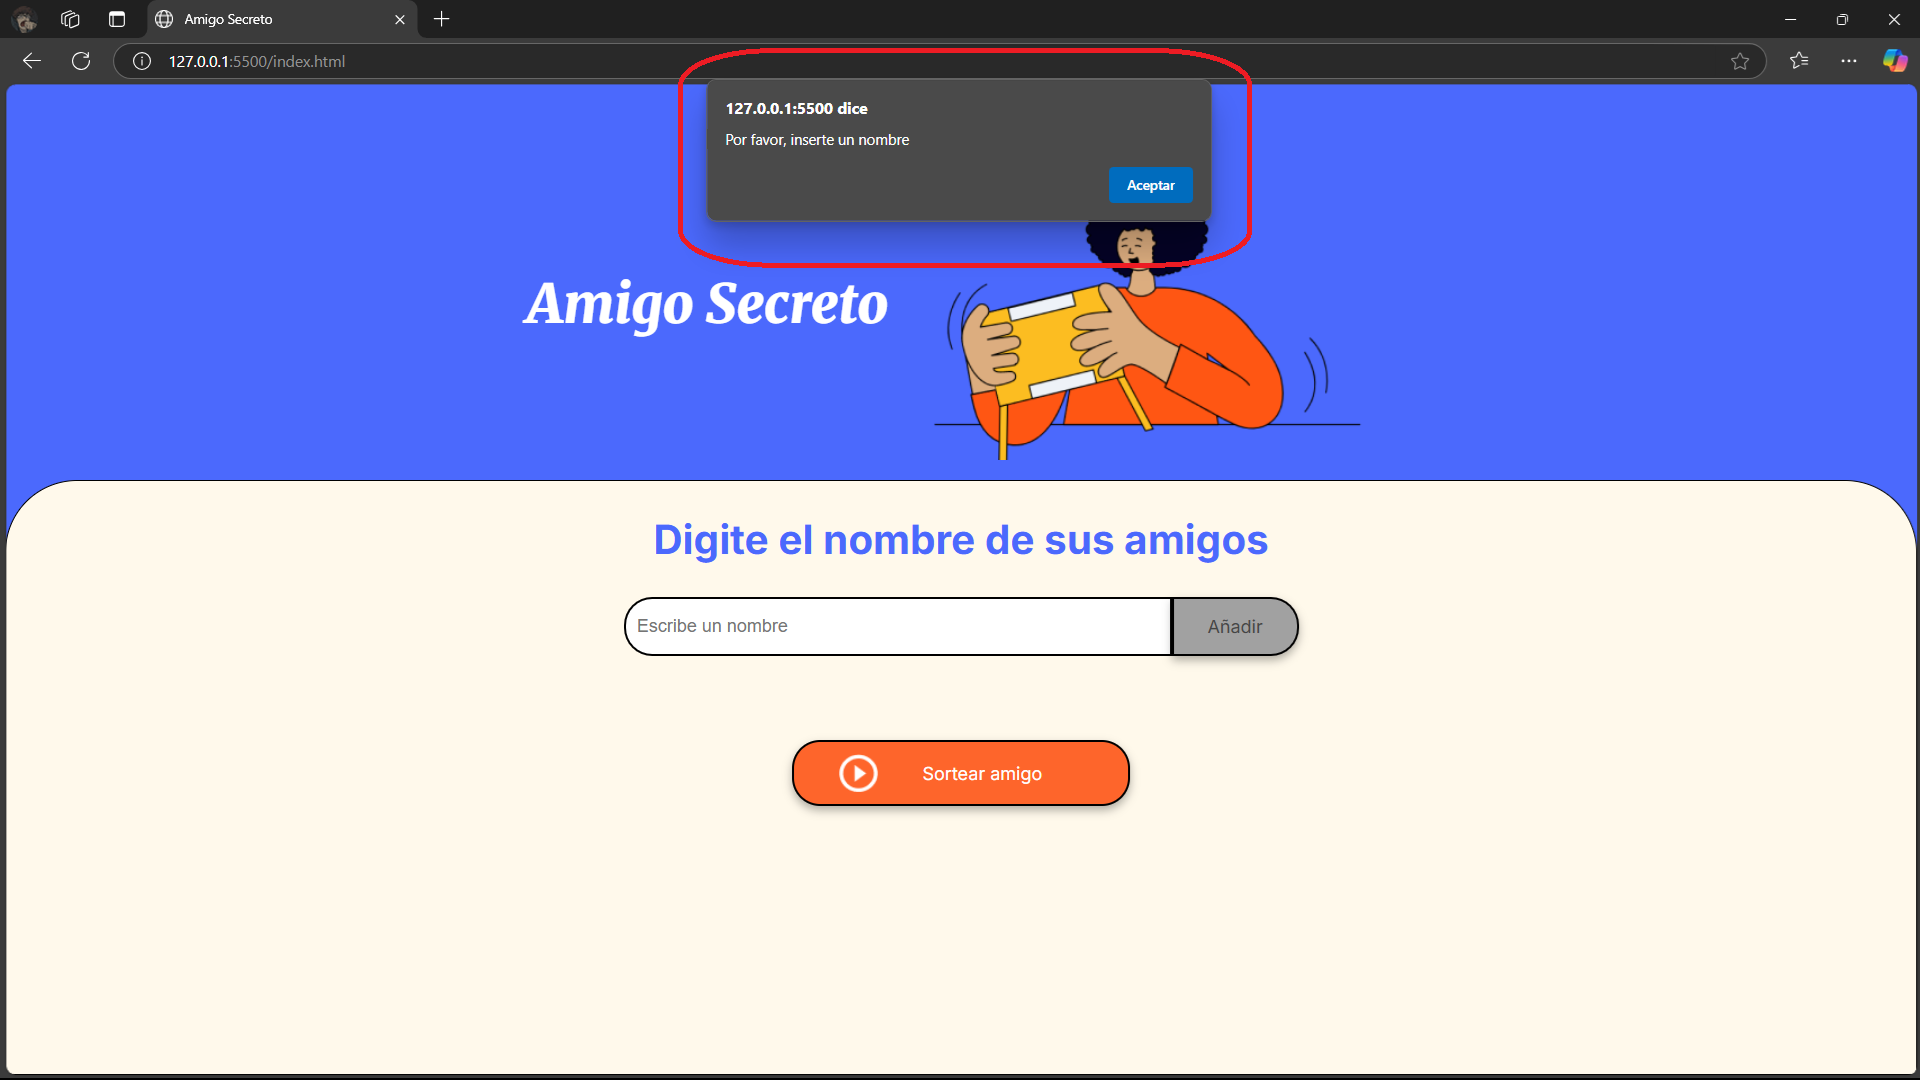 Amigo Secreto
127.0.0.1:5500/index.html
127.0.0.1:5500 dice
Por favor, inserte un nombre
Aceptar
Amigo Secreto
Digite el nombre de sus amigos
Escribe un nombre
Añadir
Sortear amigo